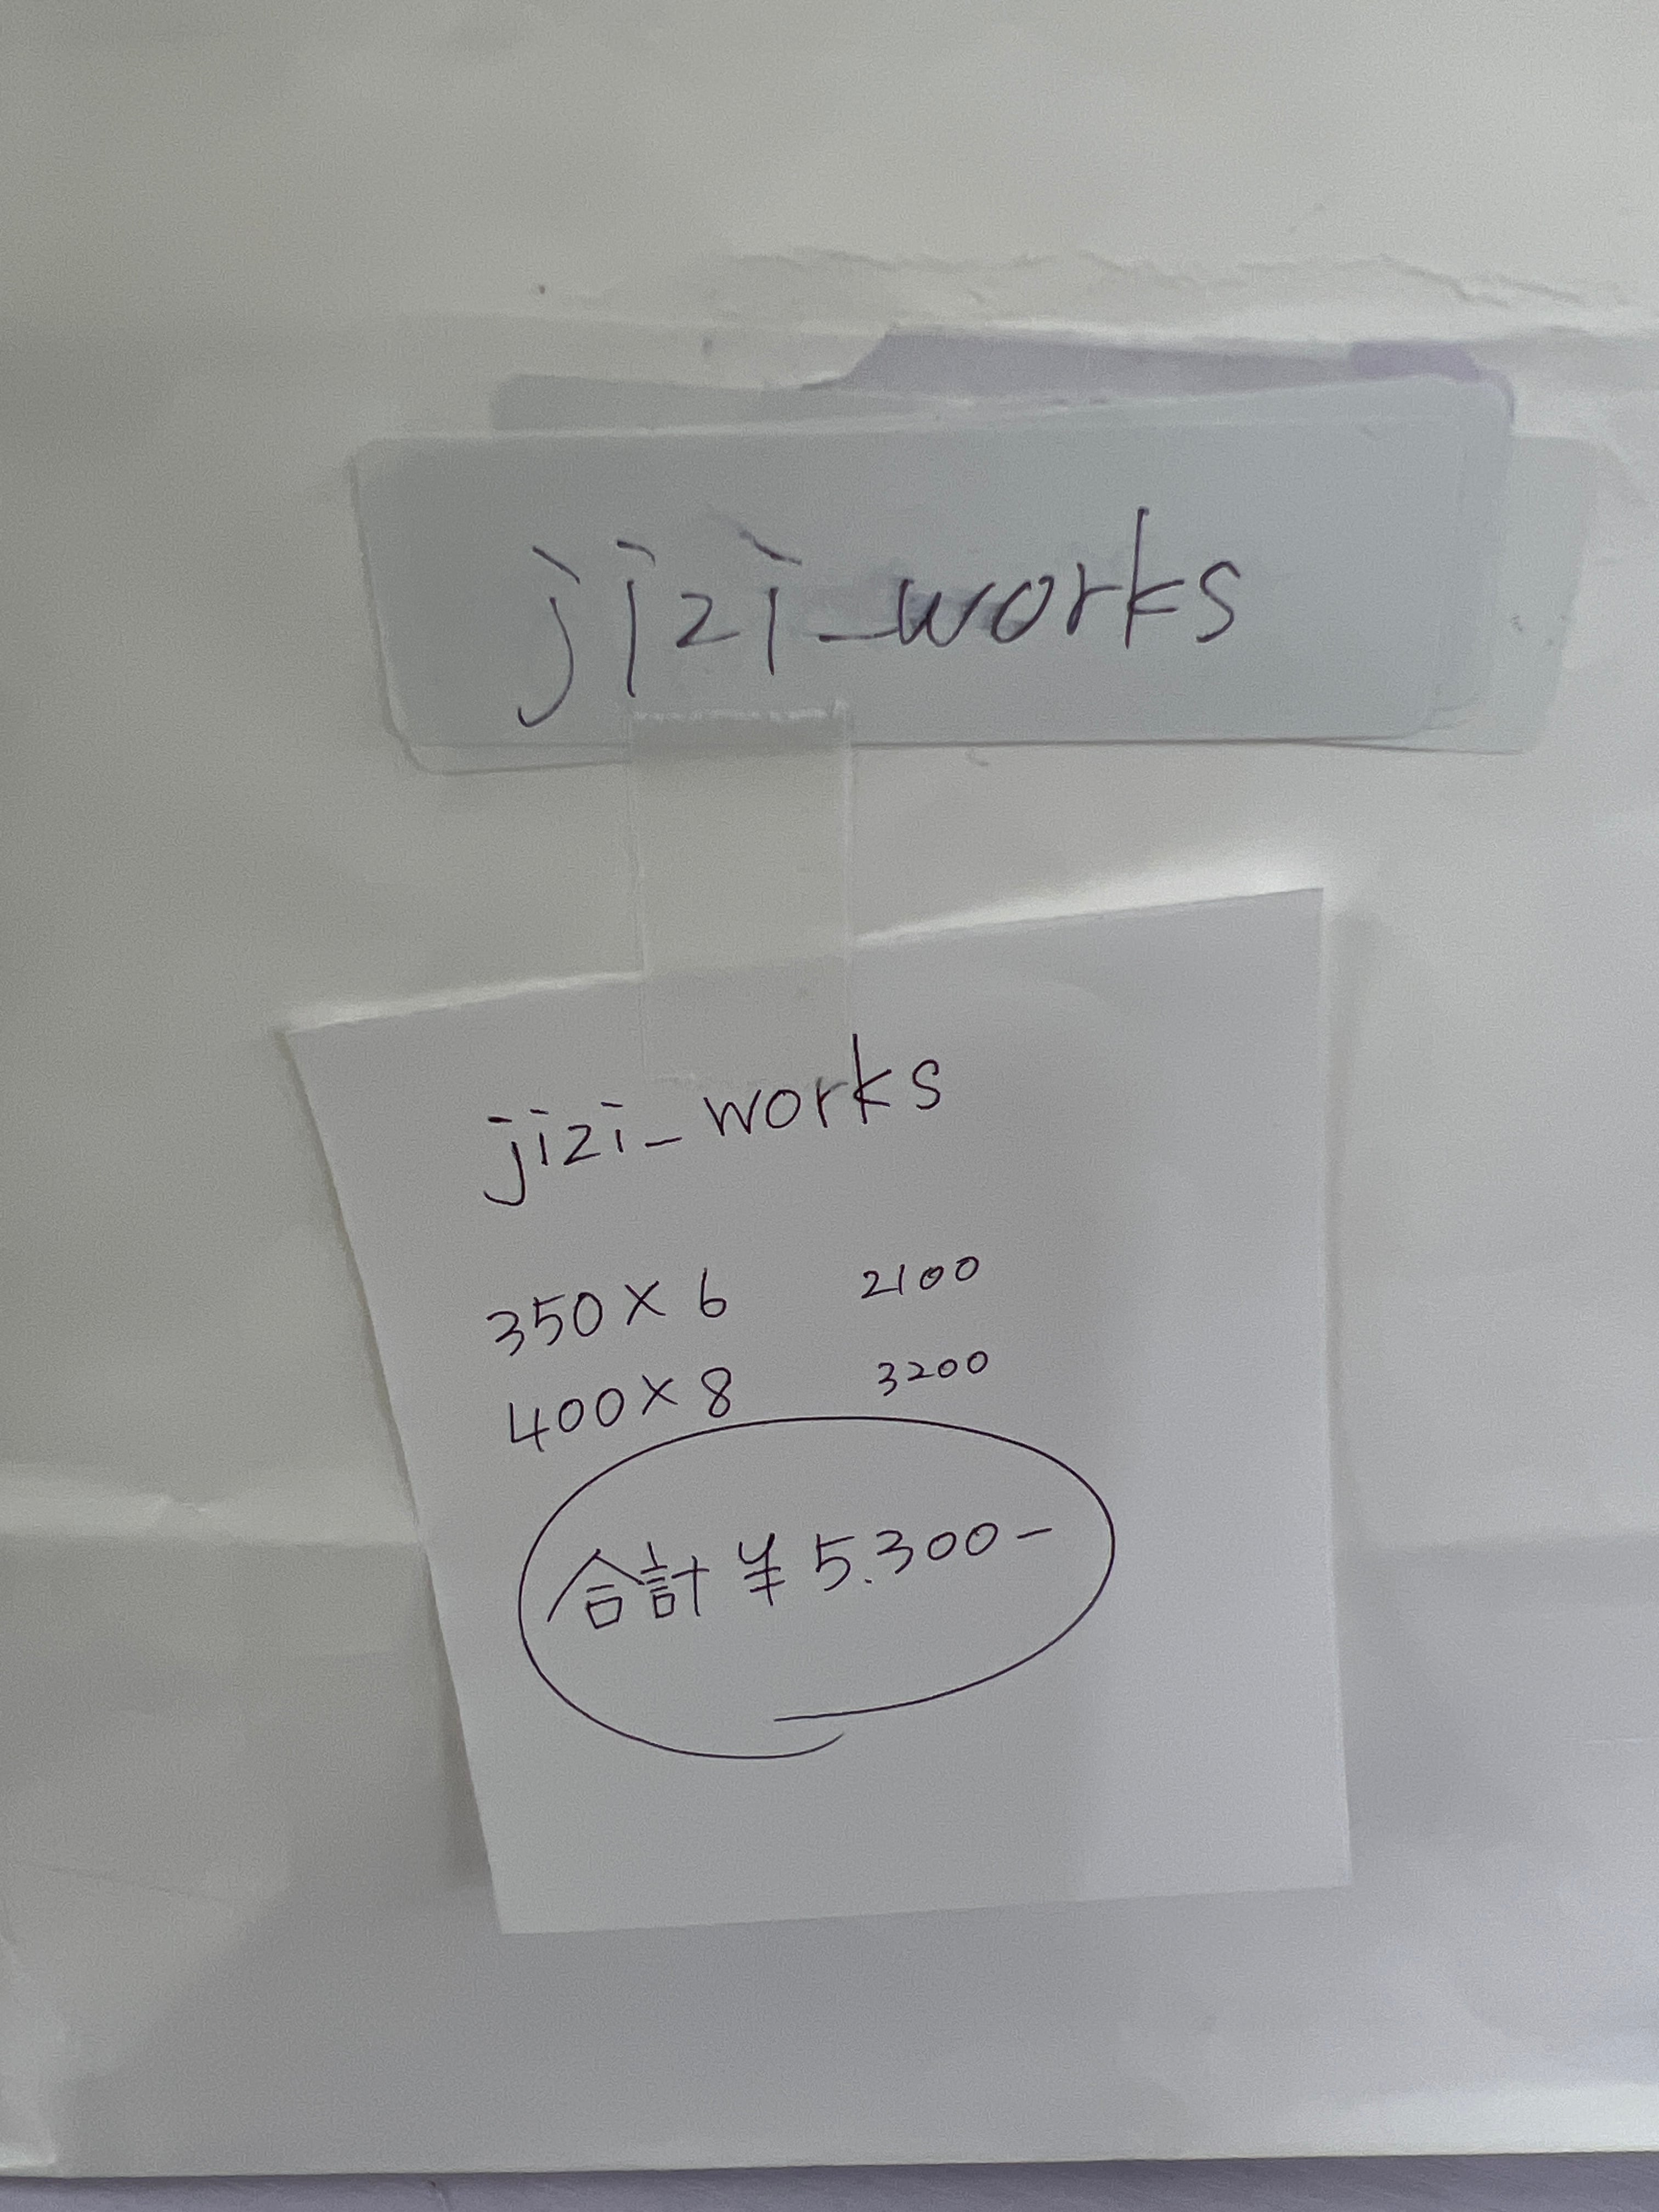 jizi_works
jizi_works
350×6 2100
400×8 3200
合計¥5.300-